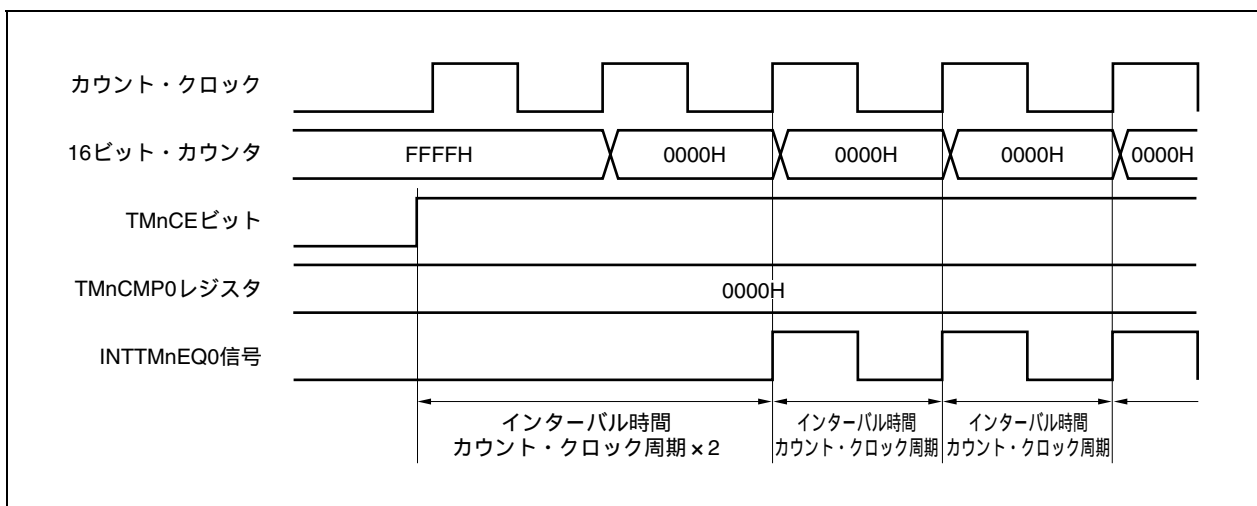 カウント・クロック
16ビット・カウンタ
FFFFH
0000H
0000H
0000H
0000H
TMnCEビット
TMnCMP0レジスタ
0000H
INTTMnEQ0信号
インターバル時間
カウント・クロック周期×2
インターバル時間
カウント・クロック周期
インターバル時間
カウント・クロック周期